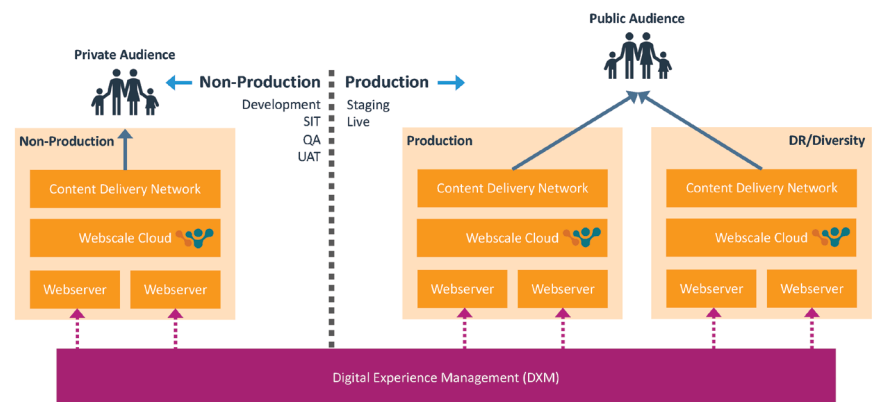 Public Audience
Private Audience
Non-Production
Production
Development
SIT
QA
UAT
Staging
Live
Non-Production
Content Delivery Network
Webscale Cloud
Webserver
Webserver
Production
Content Delivery Network
Webscale Cloud
Webserver
Webserver
DR/Diversity
Content Delivery Network
Webscale Cloud
Webserver
Webserver
Digital Experience Management (DXM)